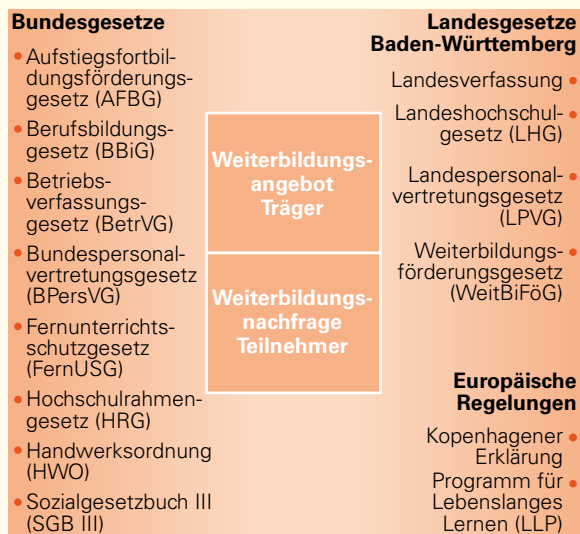 Bundesgesetze
• Aufstiegsfortbil-
dungsförderungs-
gesetz (AFBG)
• Berufsbildungs-
gesetz (BBiG)
• Betriebs-
verfassungs-
gesetz (BetrVG)
• Bundespersonal-
vertretungsgesetz
(BPersVG)
• Fernunterrichts-
schutzgesetz
(FernUSG)
• Hochschulrahmen-
gesetz (HRG)
• Handwerksordnung
(HWO)
• Sozialgesetzbuch III
(SGB III)
Weiterbildungs-
angebot
Träger
Weiterbildungs-
nachfrage
Teilnehmer
Landesgesetze
Baden-Württemberg
Landesverfassung •
Landeshochschul- •
gesetz (LHG)
Landespersonal- •
vertretungsgesetz
(LPVG)
Weiterbildungs- •
förderungsgesetz
(WeitBiFöG)
Europäische
Regelungen
Kopenhagener •
Erklärung
Programm für •
Lebenslanges
Lernen (LLP)